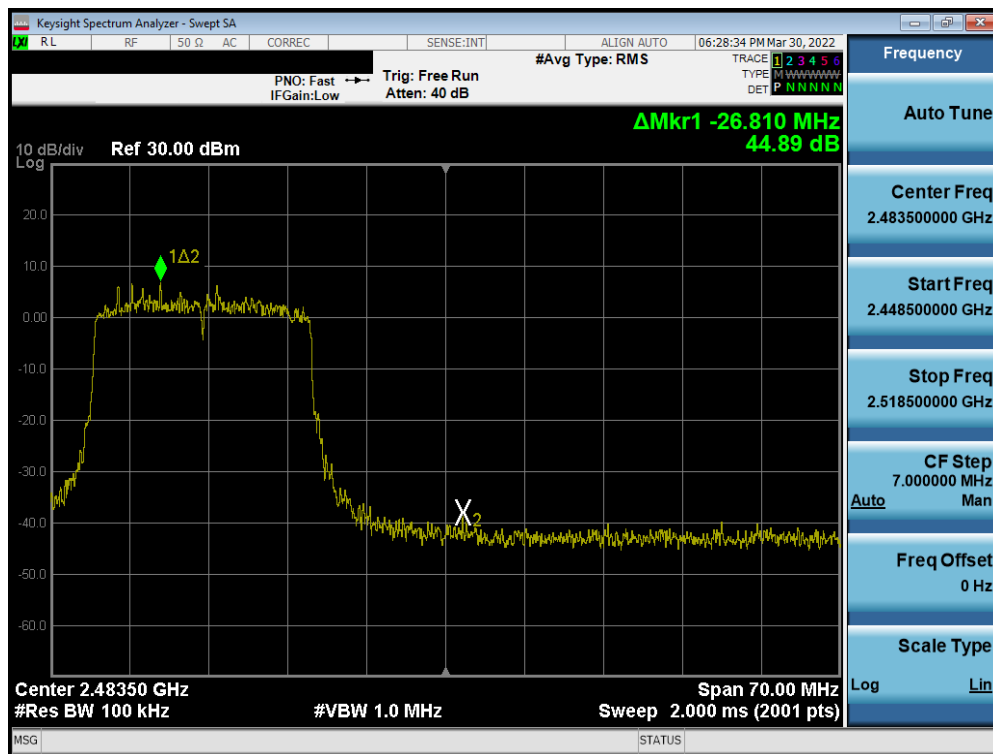 Keysight Spectrum Analyzer - Swept SA
LXI RL RF 50 Ω AC CORREC SENSE:INT ALIGN AUTO 06:28:34 PM Mar 30, 2022
#Avg Type: RMS TRACE 1 2 3 4 5 6
PNO: Fast Trig: Free Run TYPE M WWWWW
IFGain:Low Atten: 40 dB DET P N N N N N
ΔMkr1 -26.810 MHz
44.89 dB
10 dB/div Ref 30.00 dBm
Log
20.0
10.0
0.00
-10.0
-20.0
-30.0
-40.0
-50.0
-60.0
1Δ2
X2
Center 2.48350 GHz Span 70.00 MHz
#Res BW 100 kHz #VBW 1.0 MHz Sweep 2.000 ms (2001 pts)
MSG STATUS
Frequency
Auto Tune
Center Freq
2.483500000 GHz
Start Freq
2.448500000 GHz
Stop Freq
2.518500000 GHz
CF Step
7.000000 MHz
Auto Man
Freq Offset
0 Hz
Scale Type
Log Lin